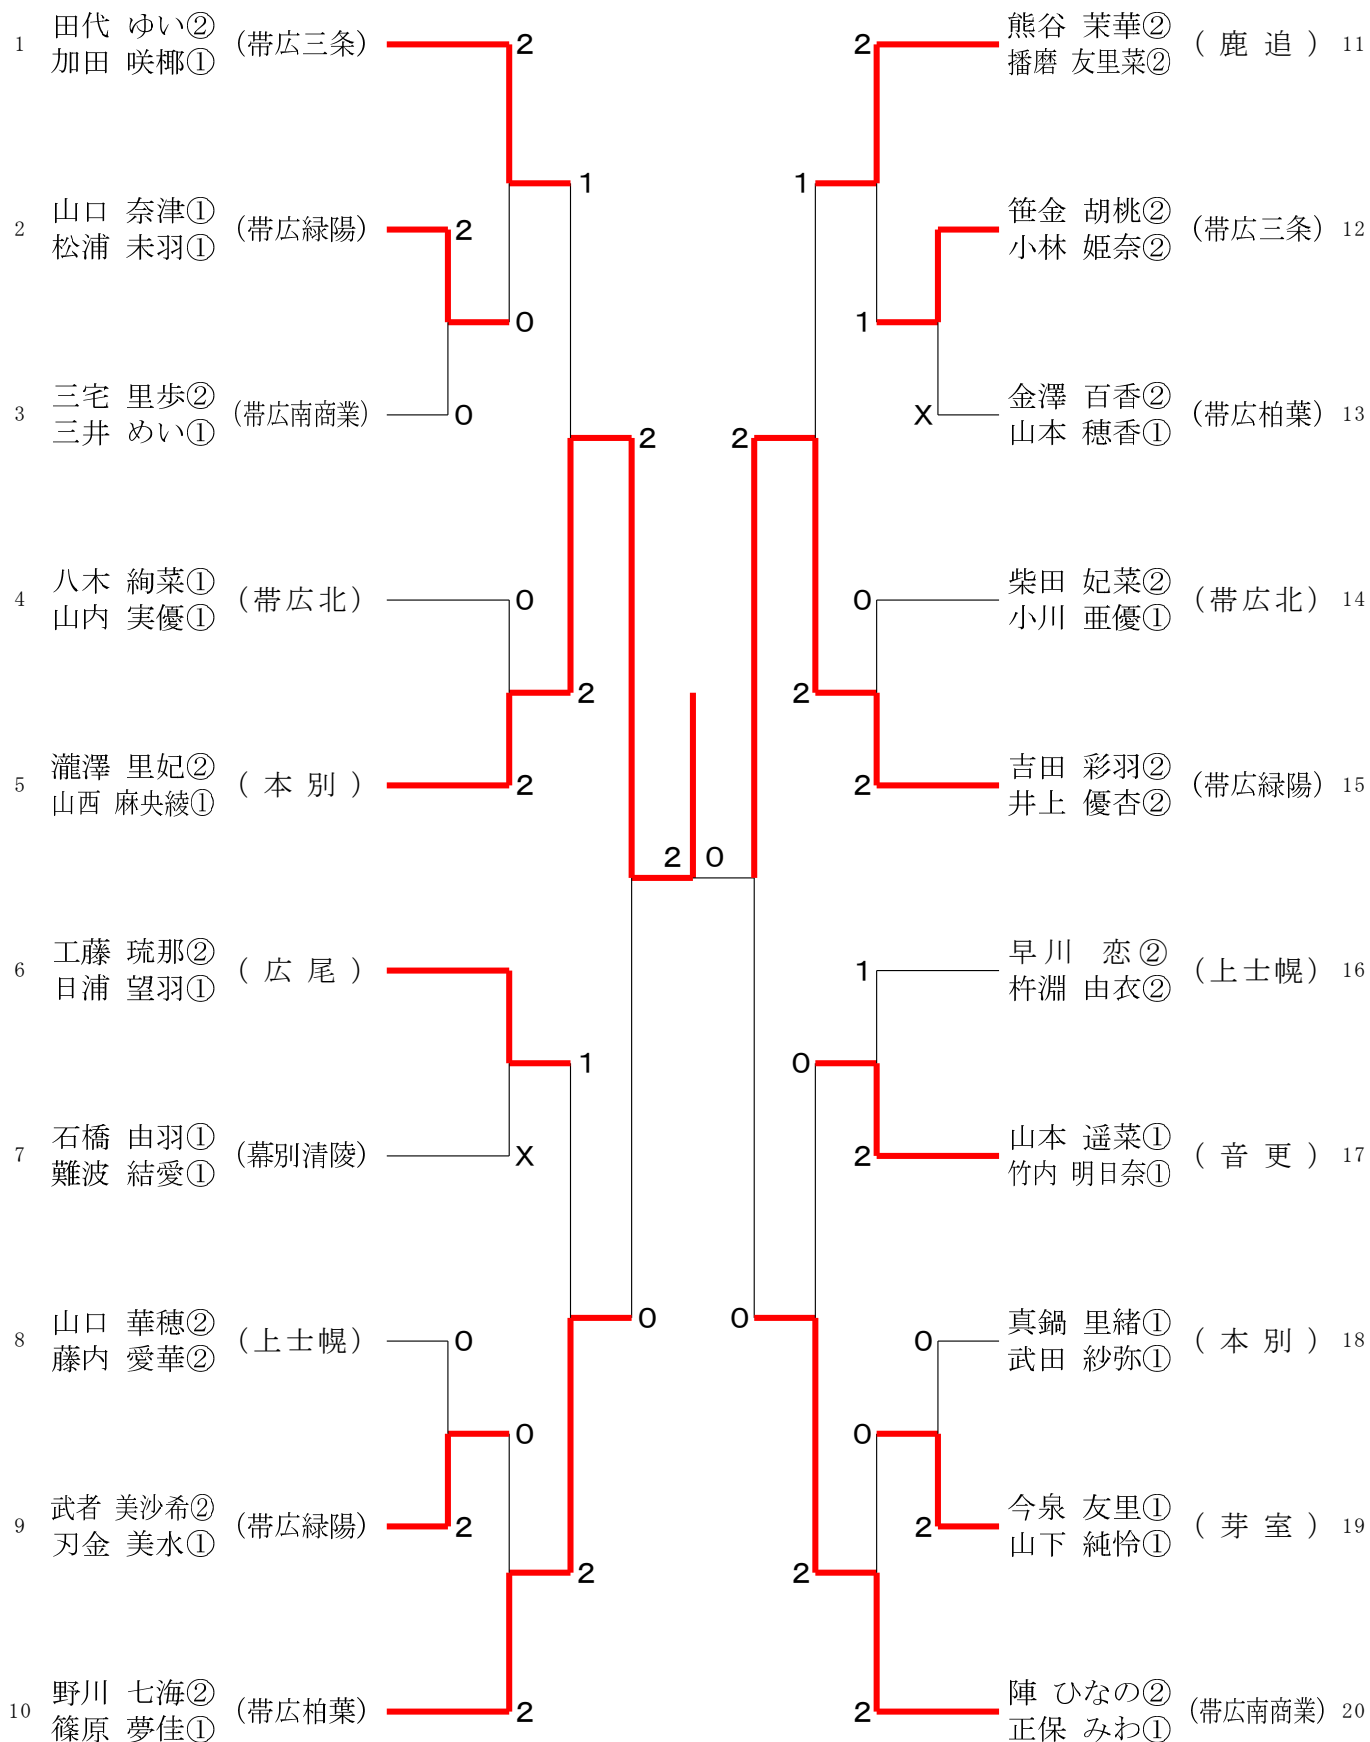 1 田代 ゆい② (帯広三条)
加田 咲椰①
2
1
2 山口 奈津① (帯広緑陽)
松浦 未羽①
2
0
3 三宅 里歩② (帯広南商業)
三井 めい①
0
2
4 八木 絢菜① (帯広北)
山内 実優①
0
2
5 瀧澤 里妃② (本別)
山西 麻央綾①
2
2 0
6 工藤 琉那② (広尾)
日浦 望羽①
1
7 石橋 由羽① (幕別清陵)
難波 結愛①
X
8 山口 華穂② (上士幌)
藤内 愛華②
0
0
0
9 武者 美沙希② (帯広緑陽)
刃金 美水①
2
2
10 野川 七海② (帯広柏葉)
篠原 夢佳①
2
2
熊谷 茉華② (鹿追) 11
播磨 友里菜②
1
笹金 胡桃② (帯広三条) 12
小林 姫奈②
1
X
金澤 百香② (帯広柏葉) 13
山本 穂香①
2
0
柴田 妃菜② (帯広北) 14
小川 亜優①
2
2
吉田 彩羽② (帯広緑陽) 15
井上 優杏②
1
早川 恋② (上士幌) 16
杵淵 由衣②
0
2
山本 遥菜① (音更) 17
竹内 明日奈①
0
0
真鍋 里緒① (本別) 18
武田 紗弥①
0
2
今泉 友里① (芽室) 19
山下 純怜①
2
2
陣 ひなの② (帯広南商業) 20
正保 みわ①